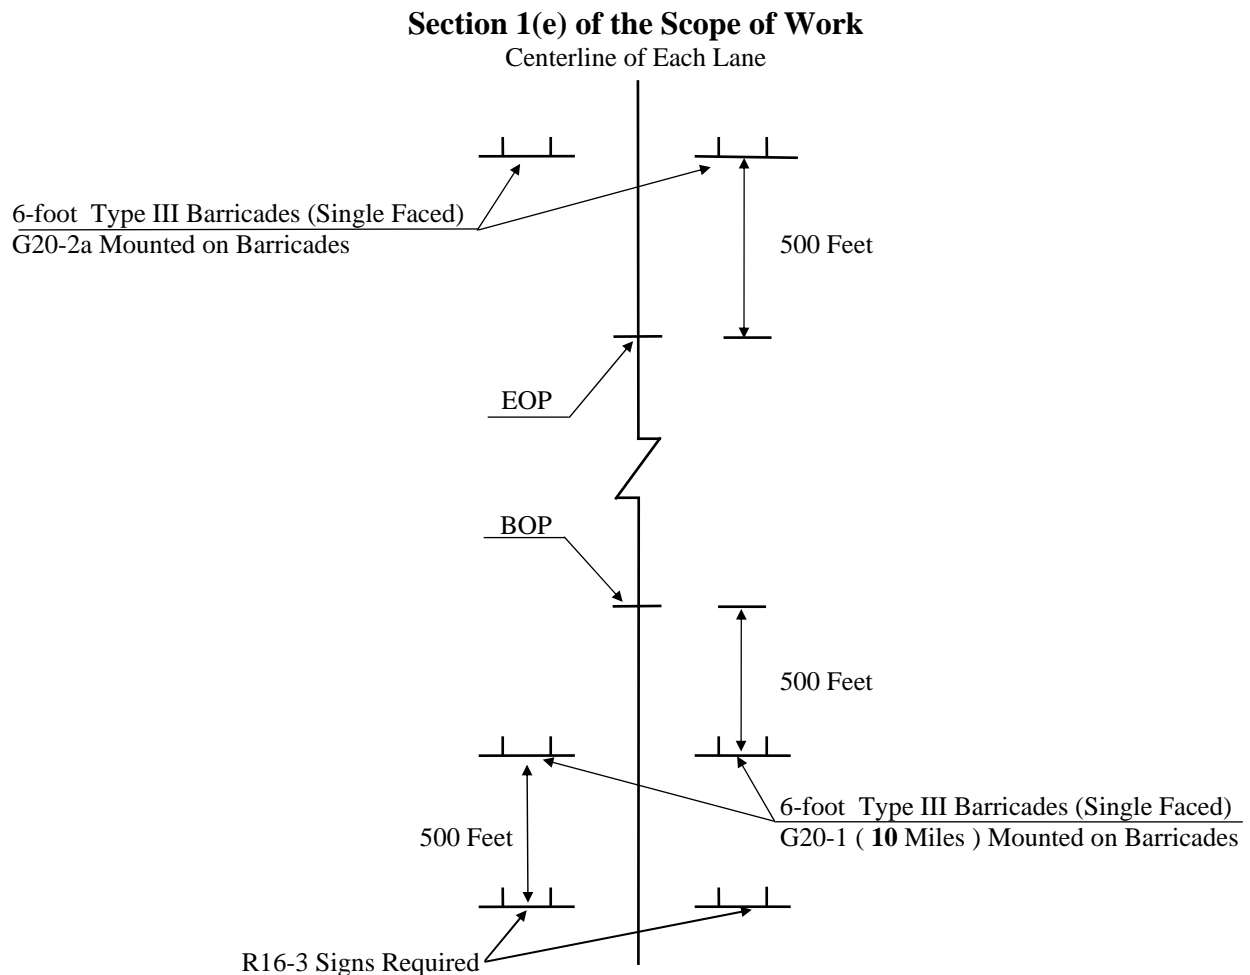 Section 1(e) of the Scope of Work
Centerline of Each Lane
6-foot  Type III Barricades (Single Faced)
G20-2a Mounted on Barricades
500 Feet
EOP
BOP
500 Feet
6-foot  Type III Barricades (Single Faced)
G20-1 ( 10 Miles ) Mounted on Barricades
500 Feet
R16-3 Signs Required